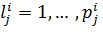 l_j^i = 1, … , p_j^i